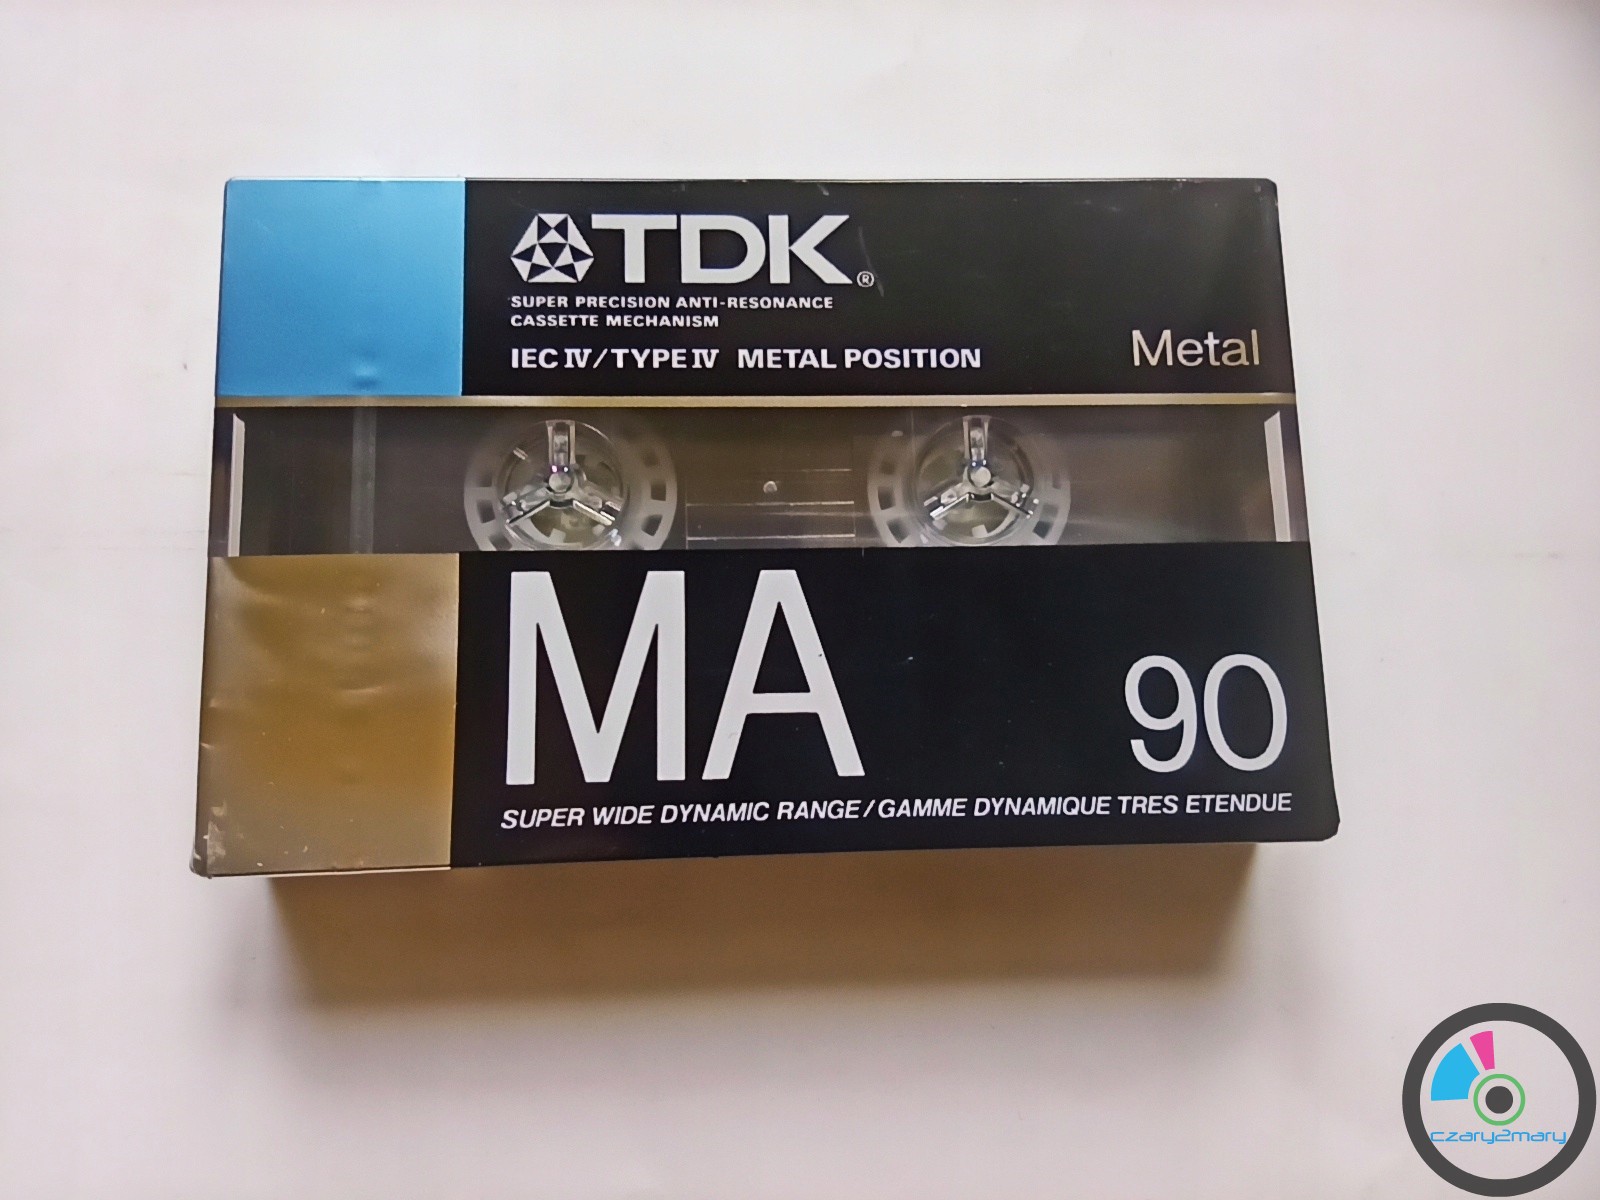 TDK®
SUPER PRECISION ANTI-RESONANCE
CASSETTE MECHANISM
IEC IV/TYPE IV METAL POSITION
Metal
MA
90
SUPER WIDE DYNAMIC RANGE/GAMME DYNAMIQUE TRES ETENDUE
czary2mary